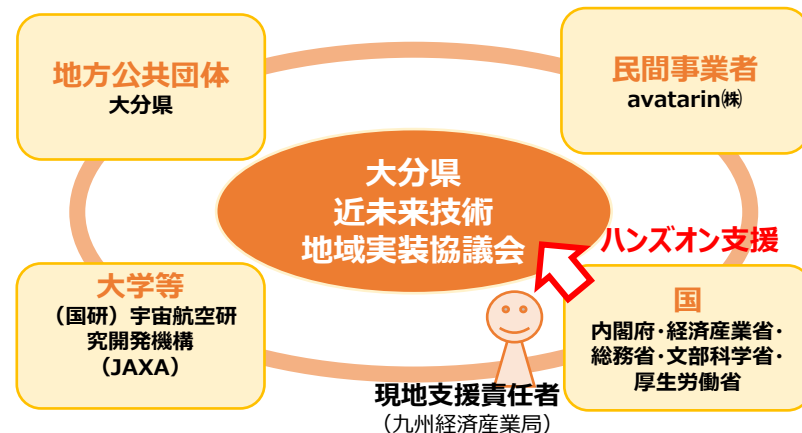 地方公共団体
大分県
民間事業者
avatarin㈱
大分県
近未来技術
地域実装協議会
ハンズオン支援
大学等
（国研）宇宙航空研
究開発機構
（JAXA）
国
内閣府・経済産業省・
総務省・文部科学省・
厚生労働省
現地支援責任者
（九州経済産業局）